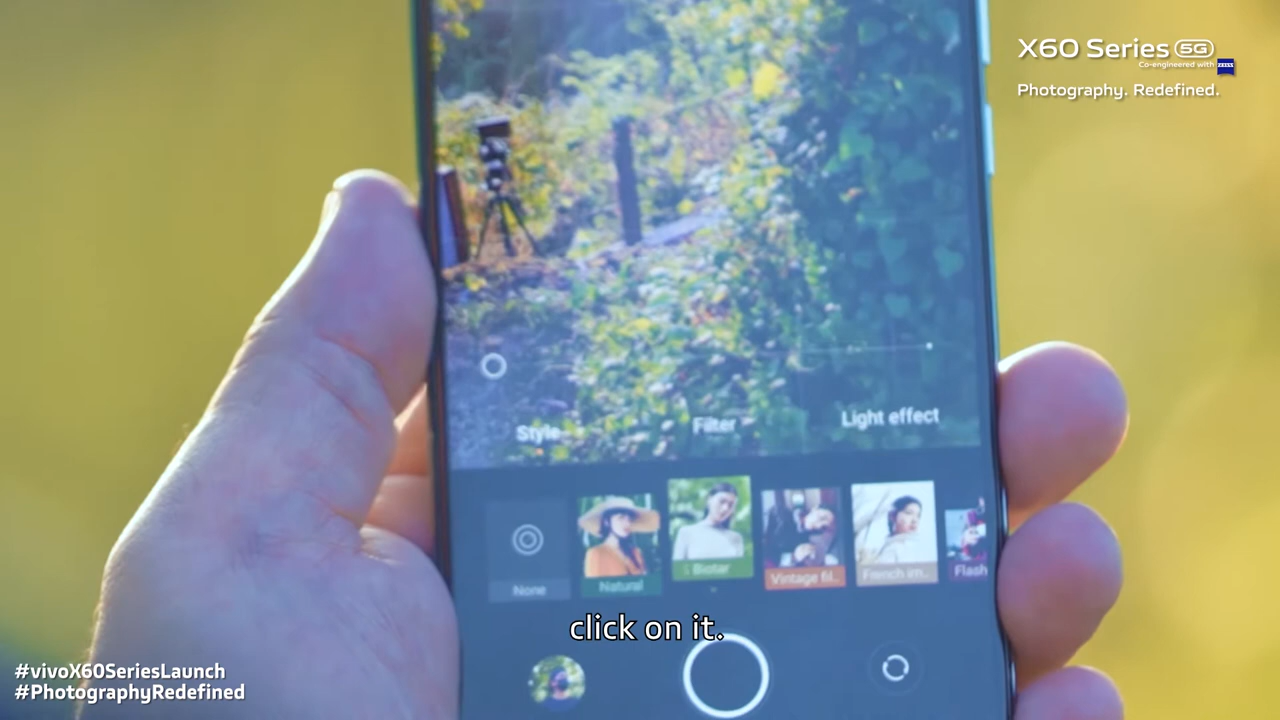 X60 Series 5G
Co-engineered with ZEISS
Photography. Redefined.
Style
Filter
Light effect
None
Natural
Biotar
Vintage fil..
French im..
Flash
click on it.
#vivoX60SeriesLaunch
#PhotographyRedefined